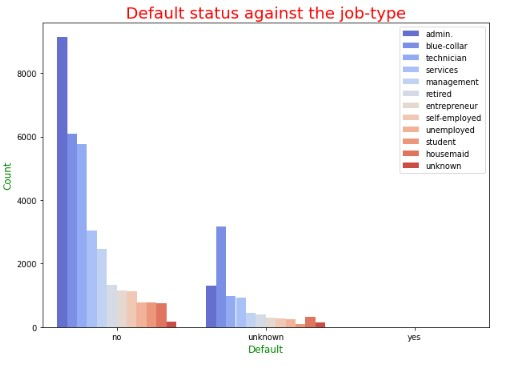 Default status against the job-type
admin.
blue-collar
technician
services
management
retired
entrepreneur
self-employed
unemployed
student
housemaid
unknown
8000
6000
4000
2000
0
Count
no unknown yes
Default